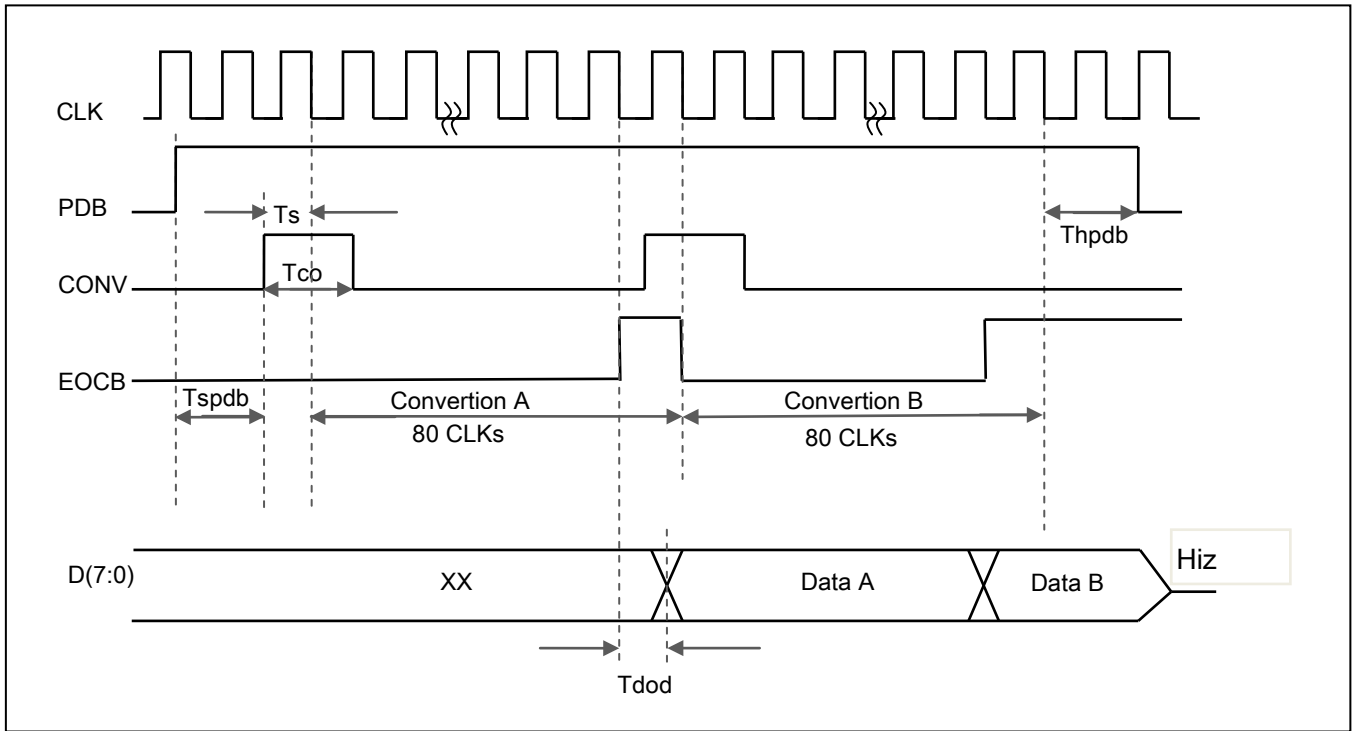 CLK
PDB
Ts
Thpdb
CONV
Tco
EOCB
Tspdb
Convertion A
80 CLKs
Convertion B
80 CLKs
D(7:0)
XX
Data A
Data B
Hiz
Tdod